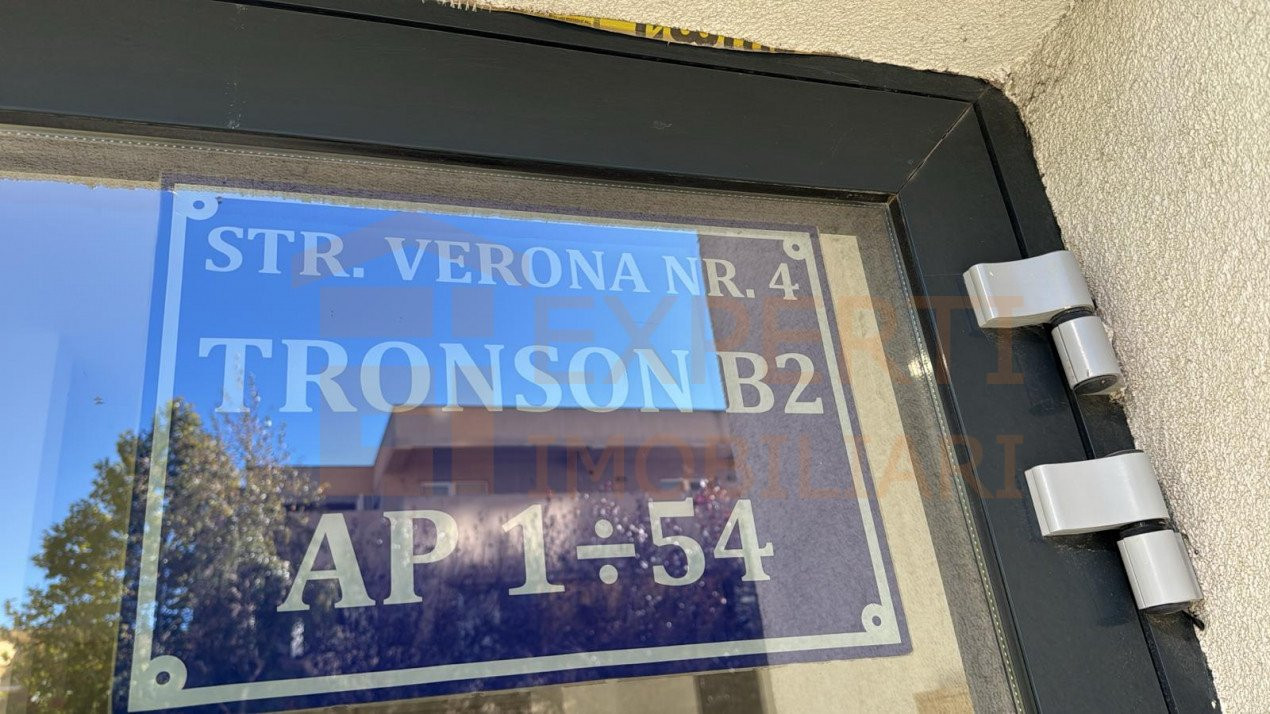 STR. VERONA NR. 4
TRONSON B2
AP 1÷54
EXPERTI
IMOBILIARI